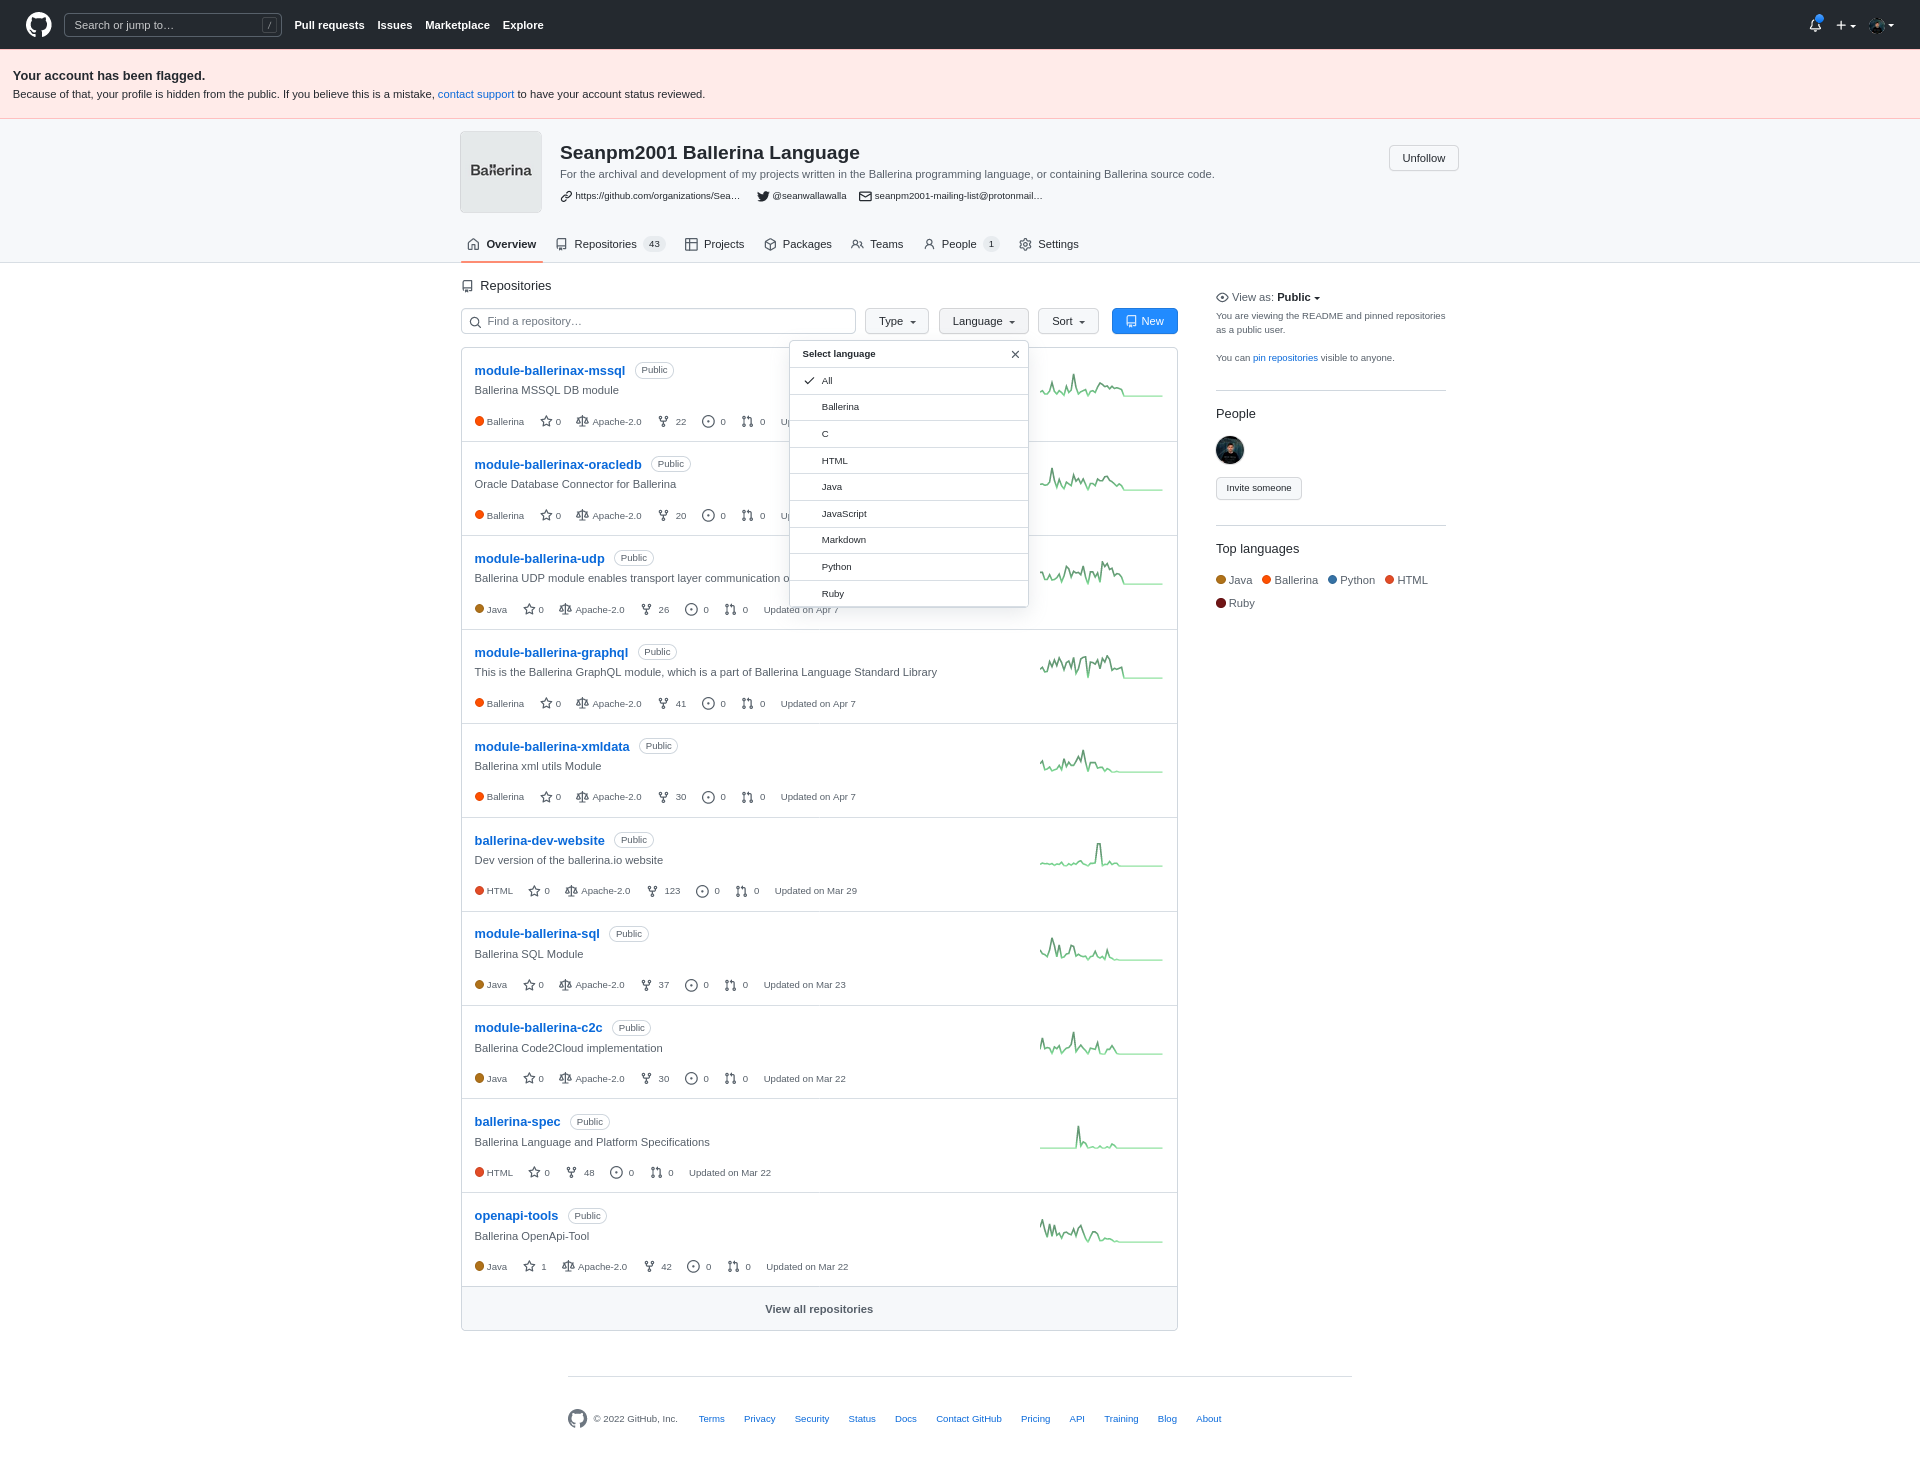 Search or jump to… /
Pull requests Issues Marketplace Explore
Your account has been flagged.
Because of that, your profile is hidden from the public. If you believe this is a mistake, contact support to have your account status reviewed.
Ballerina
Seanpm2001 Ballerina Language
Unfollow
For the archival and development of my projects written in the Ballerina programming language, or containing Ballerina source code.
https://github.com/organizations/Sea… @seanwallawalla seanpm2001-mailing-list@protonmail…
Overview Repositories 43 Projects Packages Teams People 1 Settings
Repositories
Find a repository… Type Language Sort New
Select language
All
Ballerina
C
HTML
Java
JavaScript
Markdown
Python
Ruby
module-ballerinax-mssql Public
Ballerina MSSQL DB module
Ballerina 0 Apache-2.0 22 0 0
module-ballerinax-oracledb Public
Oracle Database Connector for Ballerina
Ballerina 0 Apache-2.0 20 0 0
module-ballerina-udp Public
Ballerina UDP module enables transport layer communication
Java 0 Apache-2.0 26 0 0 Updated on Apr 7
module-ballerina-graphql Public
This is the Ballerina GraphQL module, which is a part of Ballerina Language Standard Library
Ballerina 0 Apache-2.0 41 0 0 Updated on Apr 7
module-ballerina-xmldata Public
Ballerina xml utils Module
Ballerina 0 Apache-2.0 30 0 0 Updated on Apr 7
ballerina-dev-website Public
Dev version of the ballerina.io website
HTML 0 Apache-2.0 123 0 0 Updated on Mar 29
module-ballerina-sql Public
Ballerina SQL Module
Java 0 Apache-2.0 37 0 0 Updated on Mar 23
module-ballerina-c2c Public
Ballerina Code2Cloud implementation
Java 0 Apache-2.0 30 0 0 Updated on Mar 22
ballerina-spec Public
Ballerina Language and Platform Specifications
HTML 0 48 0 0 Updated on Mar 22
openapi-tools Public
Ballerina OpenApi-Tool
Java 1 Apache-2.0 42 0 0 Updated on Mar 22
View all repositories
View as: Public
You are viewing the README and pinned repositories
as a public user.
You can pin repositories visible to anyone.
People
Invite someone
Top languages
Java Ballerina Python HTML
Ruby
© 2022 GitHub, Inc. Terms Privacy Security Status Docs Contact GitHub Pricing API Training Blog About